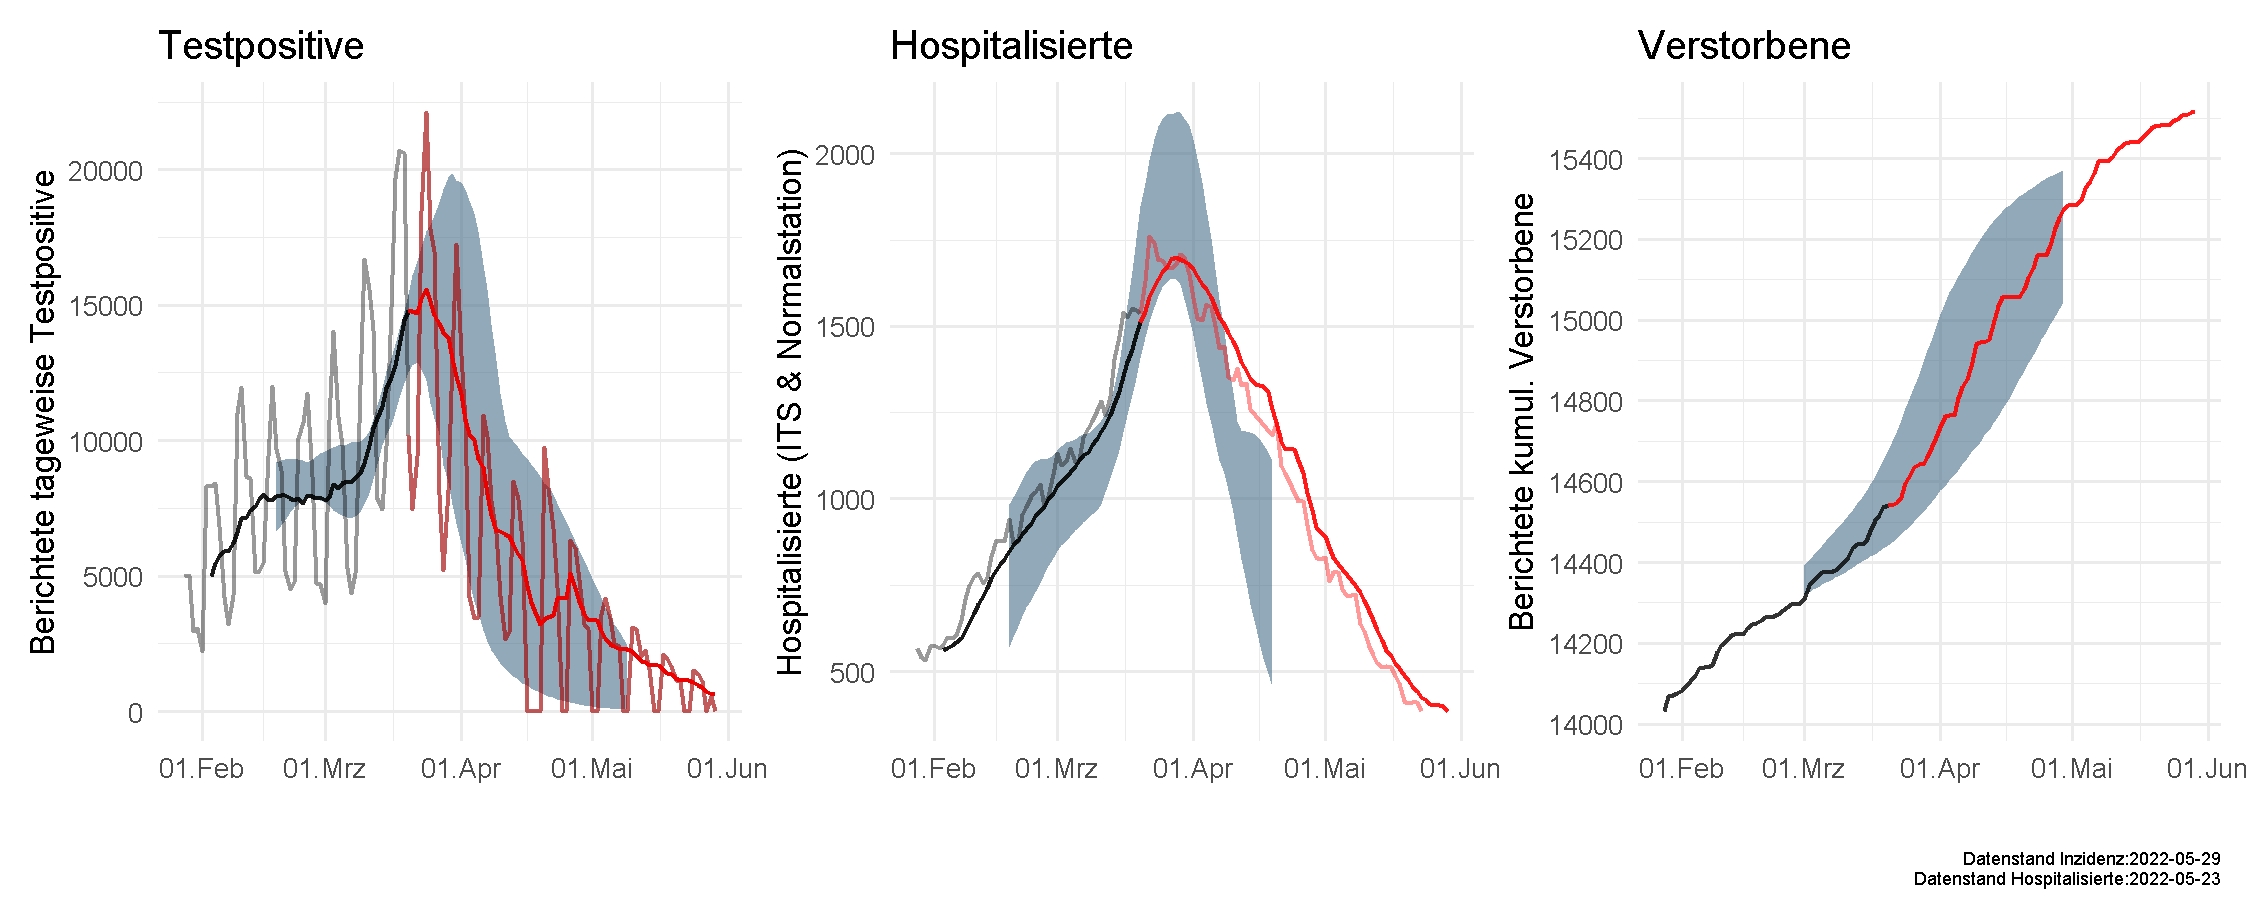 Testpositive
Berichtete tageweise Testpositive
20000
15000
10000
5000
0
01.Feb
01.Mrz
01.Apr
01.Mai
01.Jun
Hospitalisierte
Hospitalisierte (ITS & Normalstation)
2000
1500
1000
500
01.Feb
01.Mrz
01.Apr
01.Mai
01.Jun
Verstorbene
Berichtete kumul. Verstorbene
15400
15200
15000
14800
14600
14400
14200
14000
01.Feb
01.Mrz
01.Apr
01.Mai
01.Jun
Datenstand Inzidenz:2022-05-29
Datenstand Hospitalisierte:2022-05-23